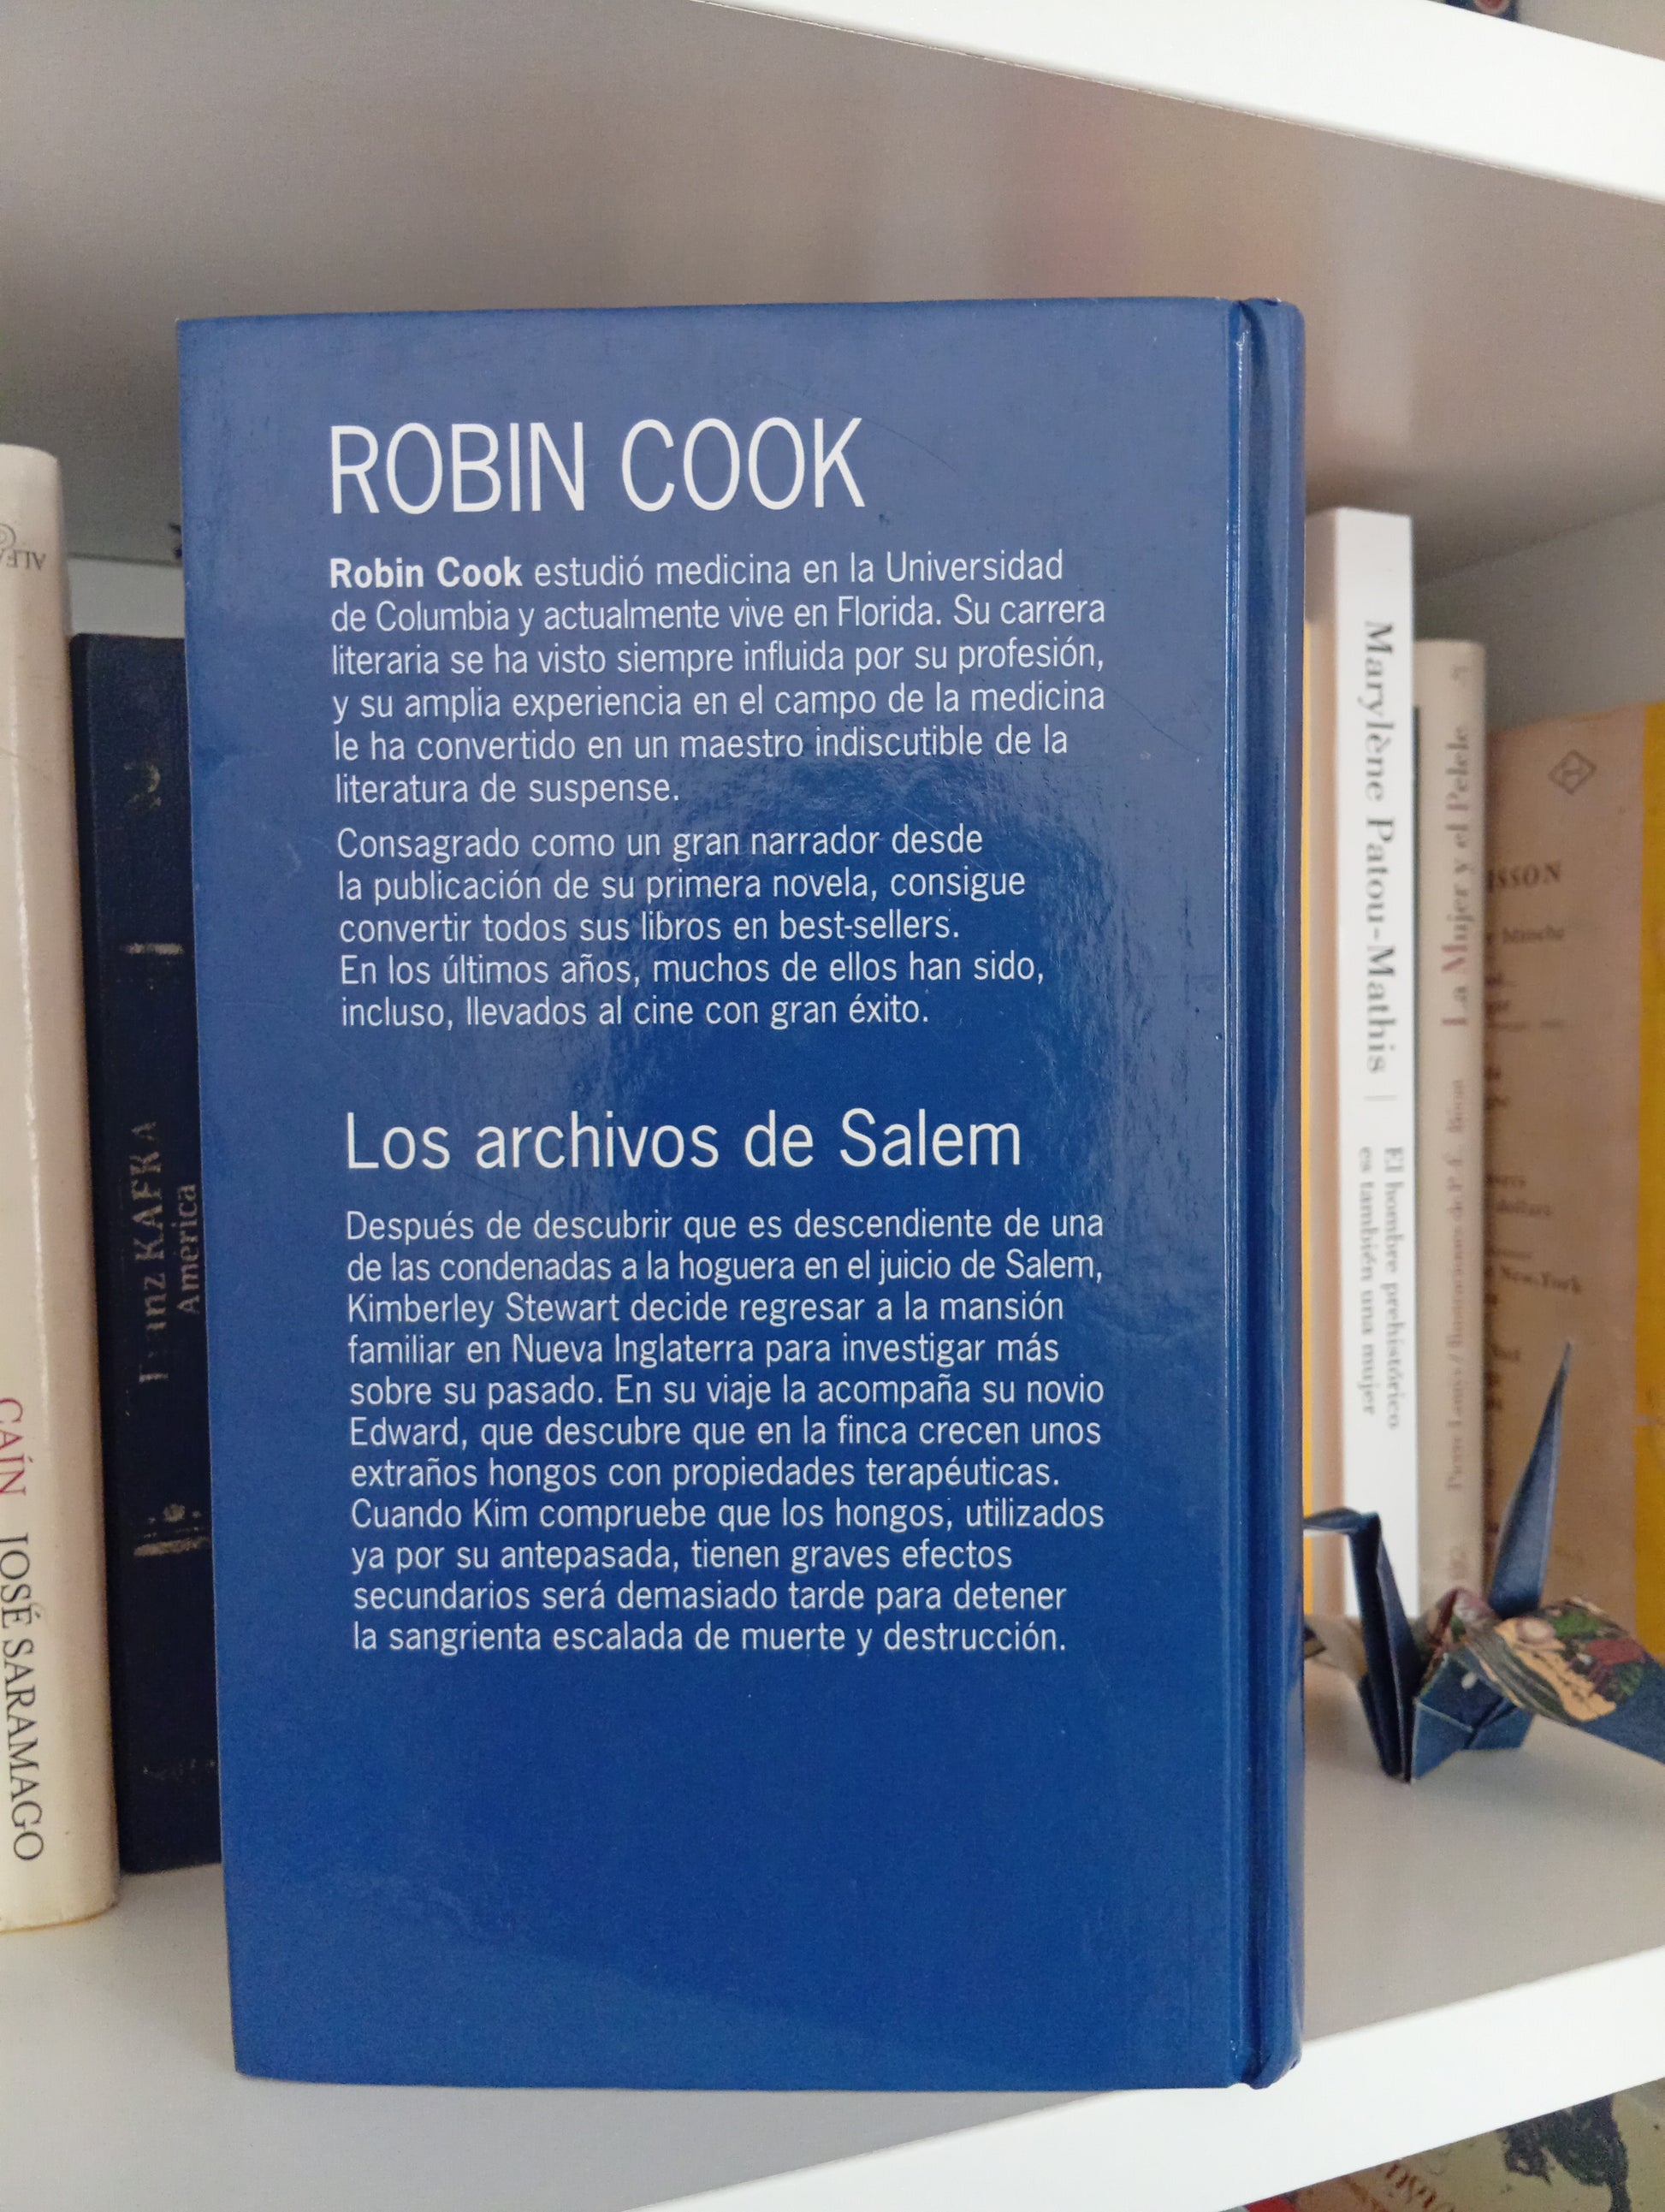 ROBIN COOK
Robin Cook estudió medicina en la Universidad
de Columbia y actualmente vive en Florida. Su carrera
literaria se ha visto siempre influida por su profesión,
y su amplia experiencia en el campo de la medicina
le ha convertido en un maestro indiscutible de la
literatura de suspense.
Consagrado como un gran narrador desde
la publicación de su primera novela, consigue
convertir todos sus libros en best-sellers.
En los últimos años, muchos de ellos han sido,
incluso, llevados al cine con gran éxito.
Los archivos de Salem
Después de descubrir que es descendiente de una
de las condenadas a la hoguera en el juicio de Salem,
Kimberley Stewart decide regresar a la mansión
familiar en Nueva Inglaterra para investigar más
sobre su pasado. En su viaje la acompaña su novio
Edward, que descubre que en la finca crecen unos
extraños hongos con propiedades terapéuticas.
Cuando Kim compruebe que los hongos, utilizados
ya por su antepasada, tienen graves efectos
secundarios será demasiado tarde para detener
la sangrienta escalada de muerte y destrucción.
CAÍN JOSÉ SARAMAGO
KAFKA
América
Marylène Patou-Mathis
El hombre prehistórico
es también una mujer
La Mujer y el Pelele
New-York